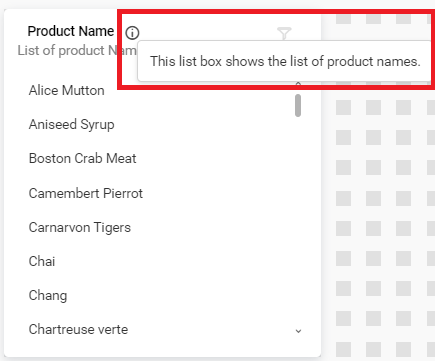 Product Name
List of product Nam
This list box shows the list of product names.
Alice Mutton
Aniseed Syrup
Boston Crab Meat
Camembert Pierrot
Carnarvon Tigers
Chai
Chang
Chartreuse verte